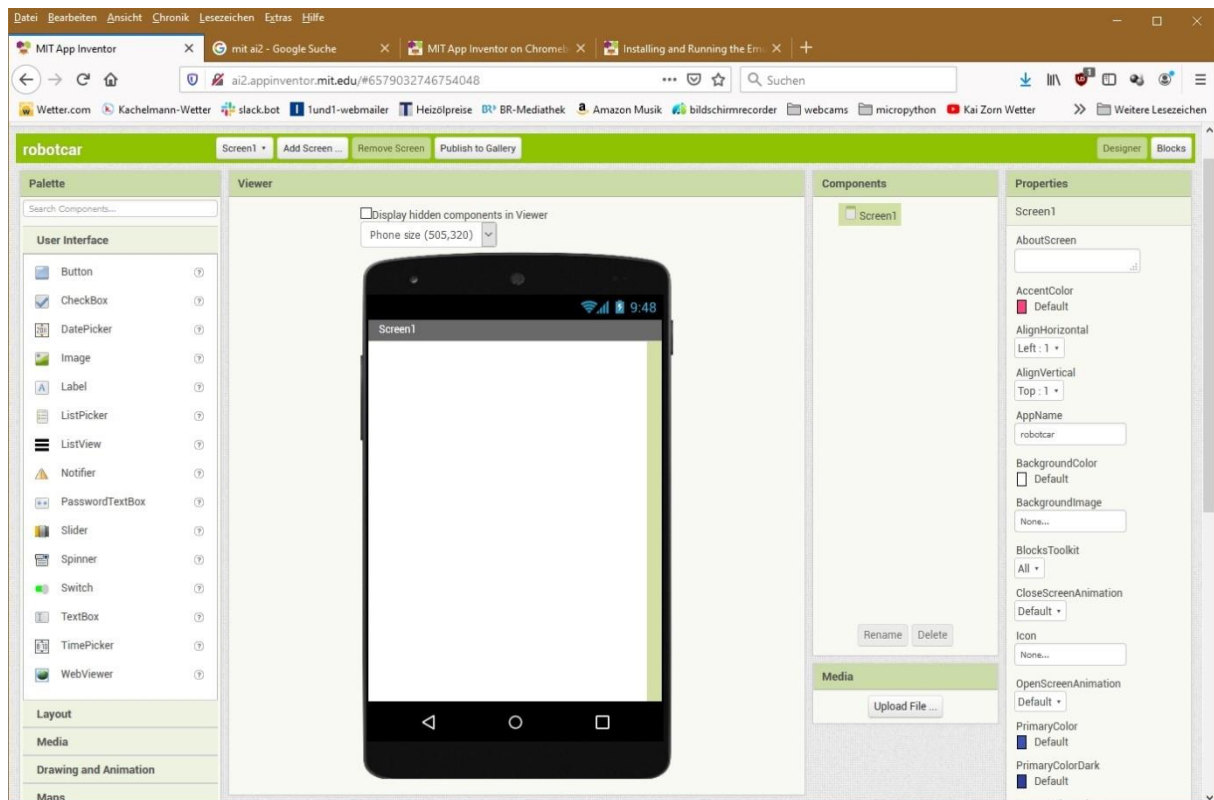 Datei Bearbeiten Ansicht Chronik Lesezeichen Extras Hilfe
MIT App Inventor
mit ai2 - Google Suche
MIT App Inventor on Chromeb
Installing and Running the Emu
ai2.appinventor.mit.edu/#6579032746754048
Suchen
Wetter.com Kachelmann-Wetter slack.bot 1und1-webmailer Heizölpreise BR-Mediathek Amazon Musik bildschirmrecorder webcams micropython Kai Zorn Wetter Weitere Lesezeichen
robotcar Screen1 Add Screen ... Remove Screen Publish to Gallery Designer Blocks
Palette
Search Components...
User Interface
Button
CheckBox
DatePicker
Image
Label
ListPicker
ListView
Notifier
PasswordTextBox
Slider
Spinner
Switch
TextBox
TimePicker
WebViewer
Layout
Media
Drawing and Animation
Maps
Viewer
Display hidden components in Viewer
Phone size (505,320)
9:48
Screen1
Components
Screen1
Rename Delete
Media
Upload File ...
Properties
Screen1
AboutScreen
AccentColor
Default
AlignHorizontal
Left : 1
AlignVertical
Top : 1
AppName
robotcar
BackgroundColor
Default
BackgroundImage
None...
BlocksToolkit
All
CloseScreenAnimation
Default
Icon
None...
OpenScreenAnimation
Default
PrimaryColor
Default
PrimaryColorDark
Default